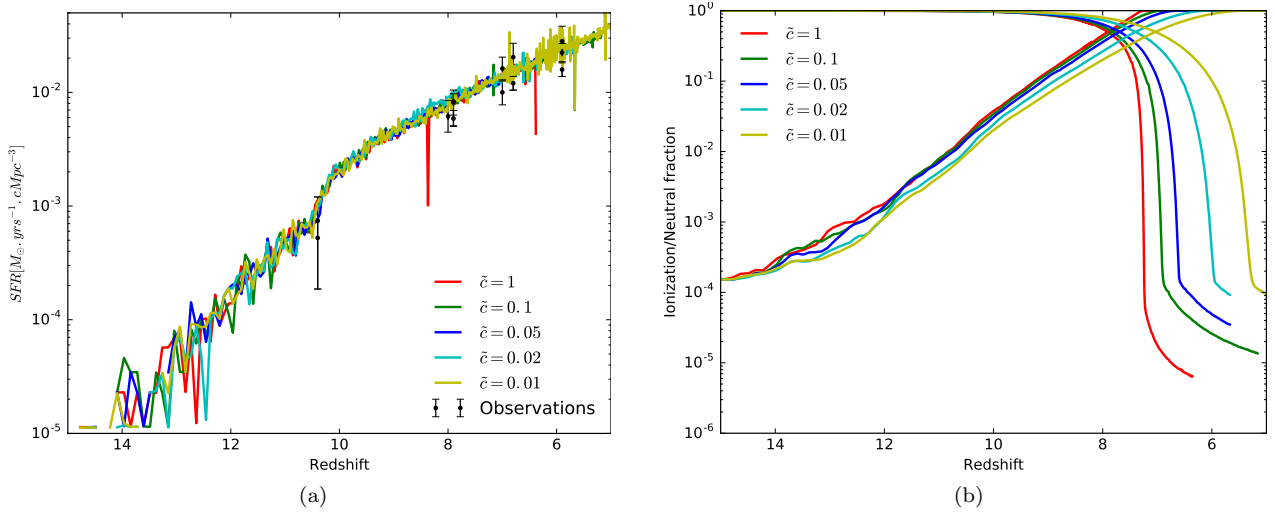 10⁻²
10⁻³
10⁻⁴
10⁻⁵
SFR[M⊙.yrs⁻¹.cMpc⁻³]
c̃ = 1
c̃ = 0.1
c̃ = 0.05
c̃ = 0.02
c̃ = 0.01
Observations
14 12 10 8 6
Redshift
(a)
10⁰
10⁻¹
10⁻²
10⁻³
10⁻⁴
10⁻⁵
10⁻⁶
Ionization/Neutral fraction
c̃ = 1
c̃ = 0.1
c̃ = 0.05
c̃ = 0.02
c̃ = 0.01
14 12 10 8 6
Redshift
(b)